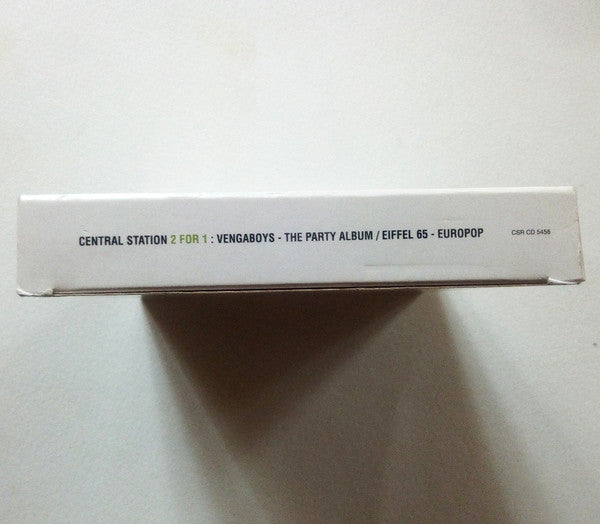 CENTRAL STATION 2 FOR 1 : VENGABOYS - THE PARTY ALBUM / EIFFEL 65 - EUROPOP CSR CD 5456